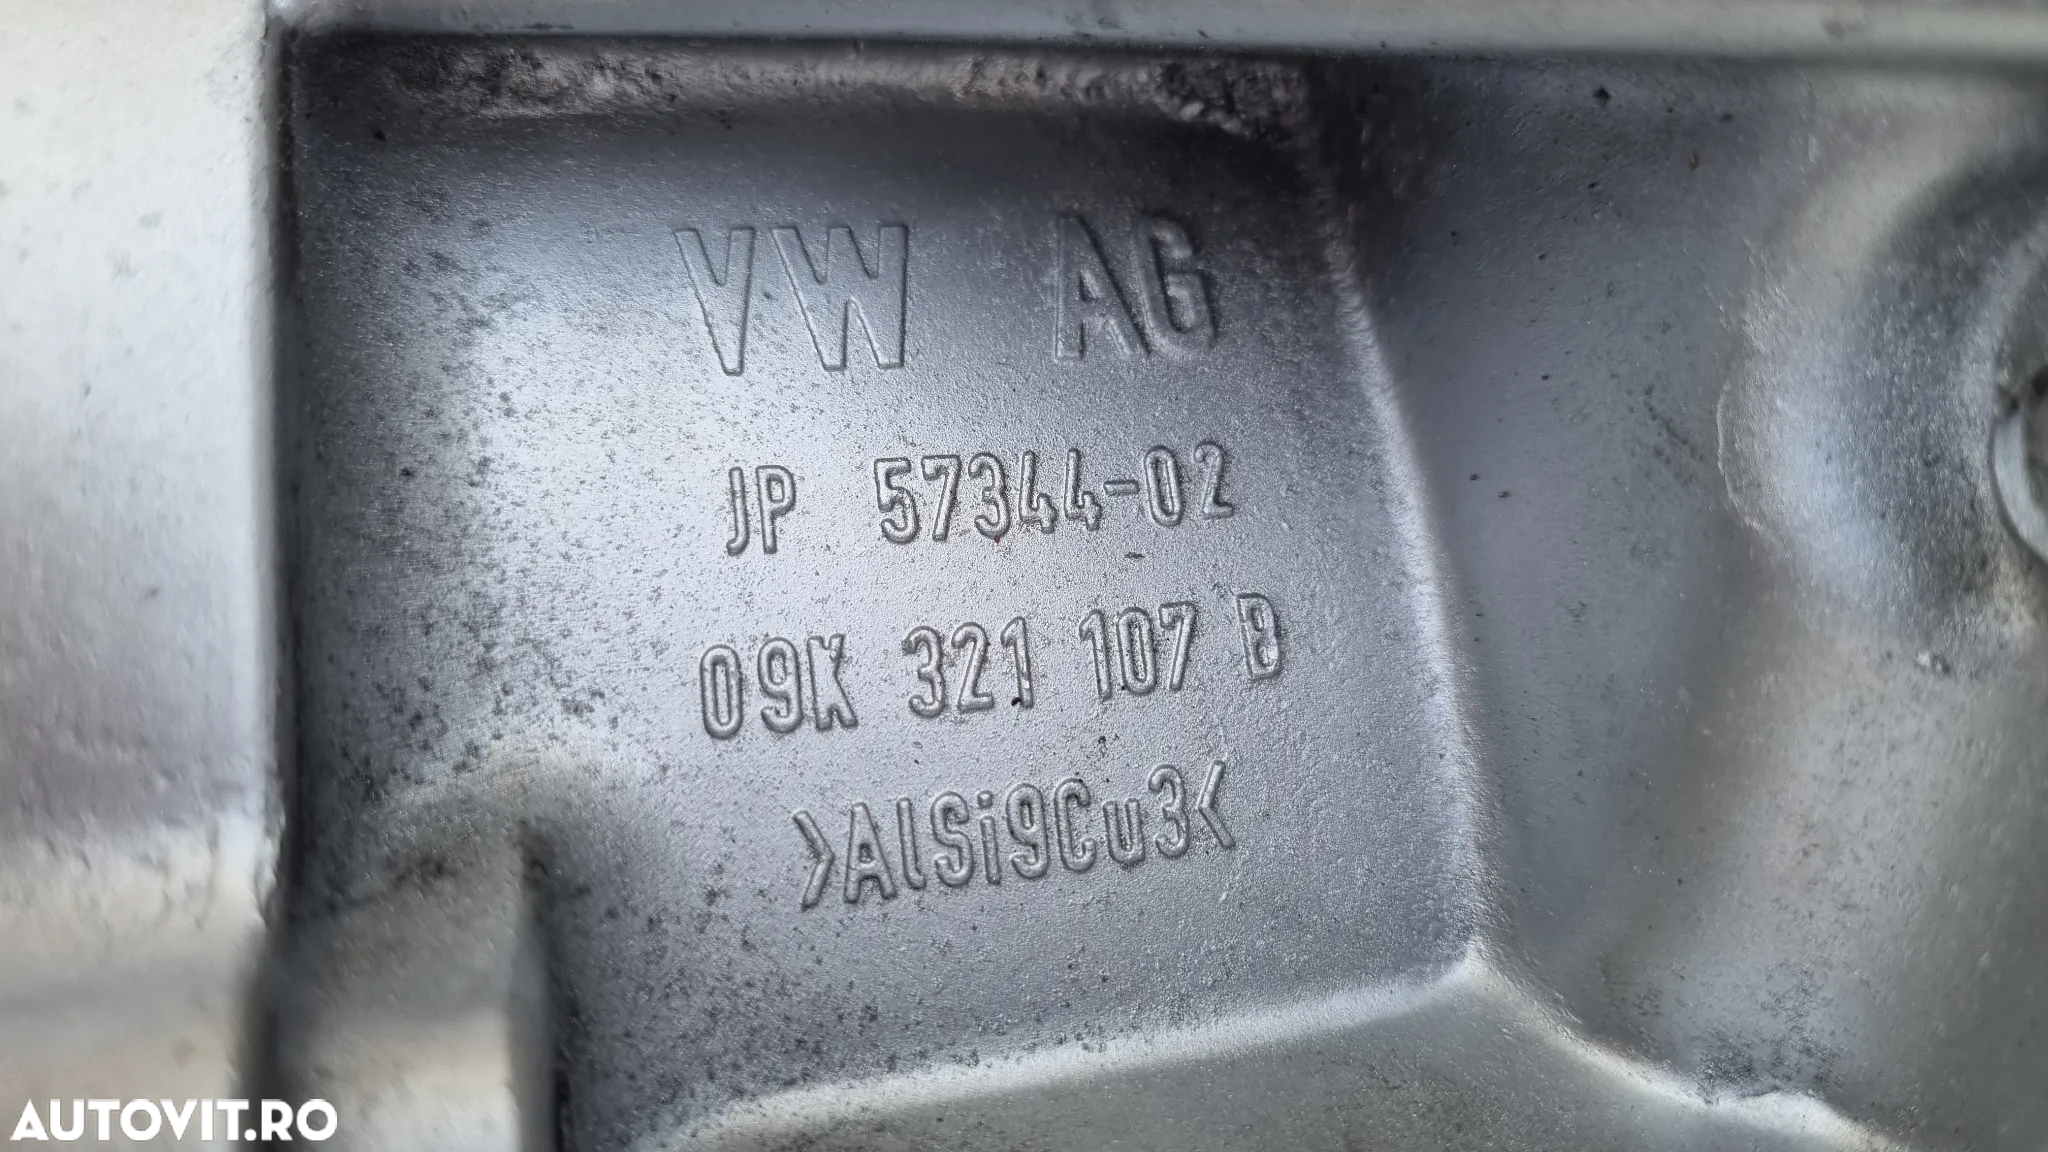 VW AG
JP 57344-02
09K 321 107 B
>AlSi9Cu3<
AUTOVIT.RO